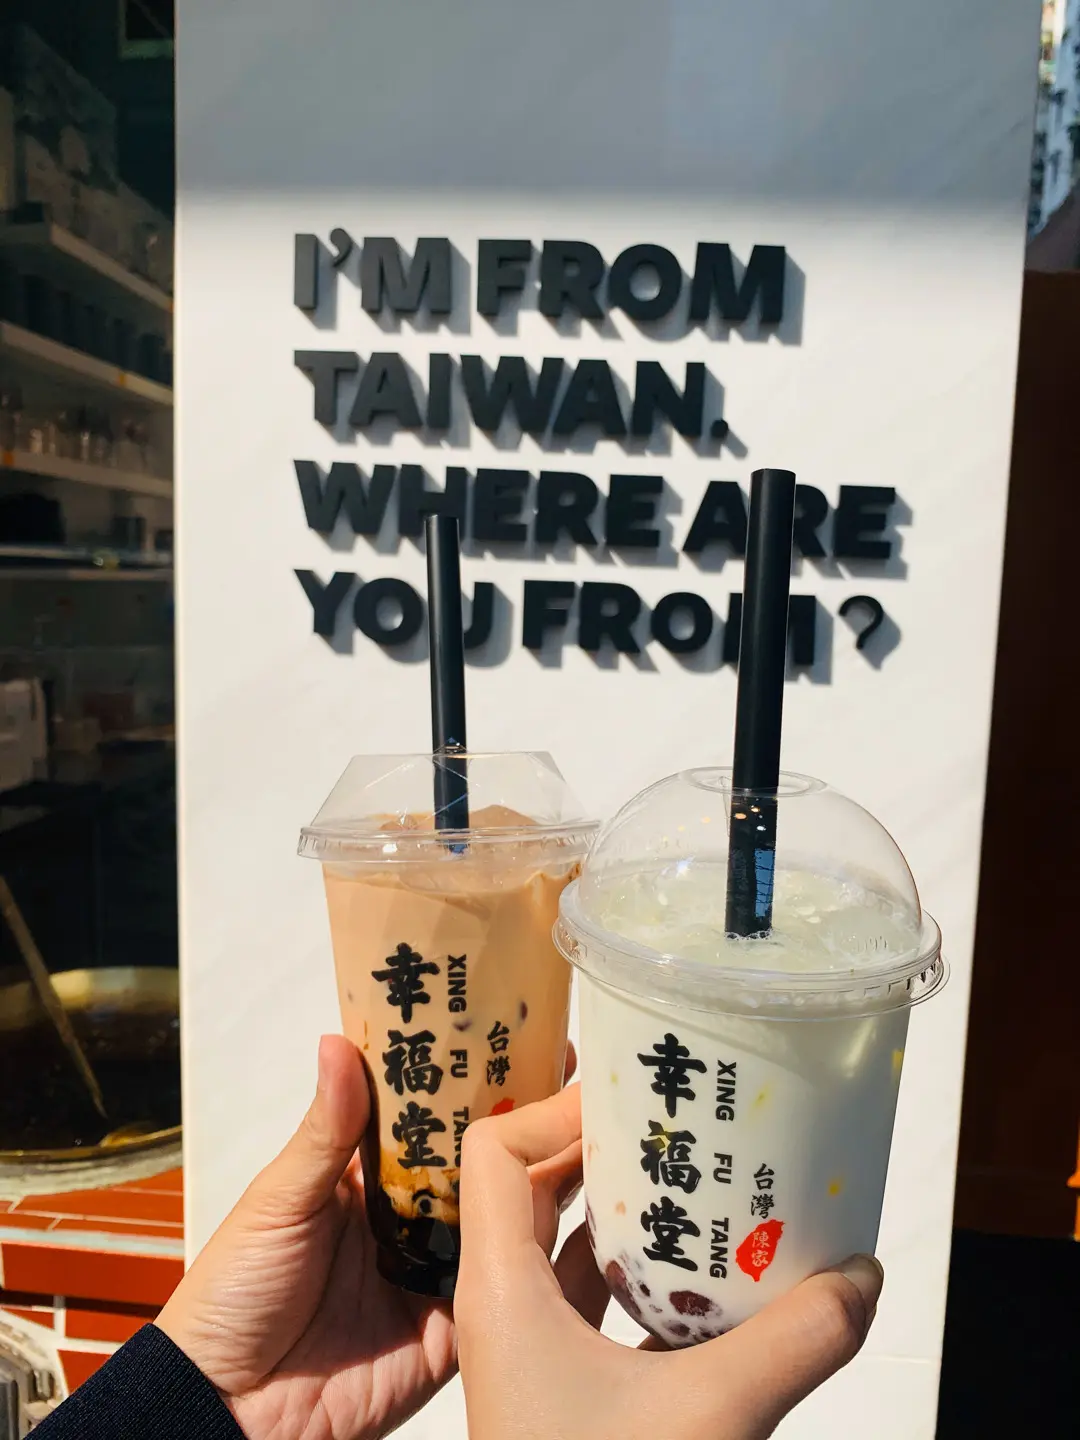 I'M FROM
TAIWAN.
WHERE ARE
YOU FROM?
幸福堂
XING FU TANG
台灣
幸福堂
XING FU TANG
台灣
陳家